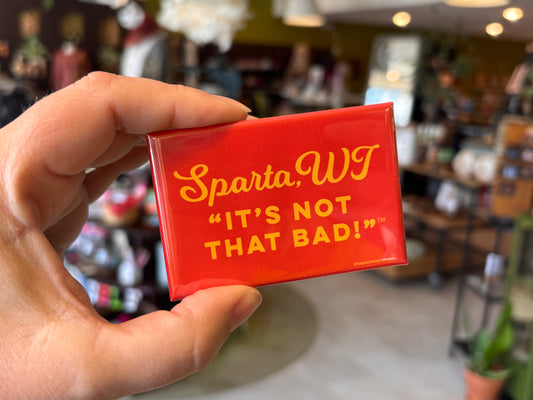 Sparta, WI
“IT’S NOT
THAT BAD!”™